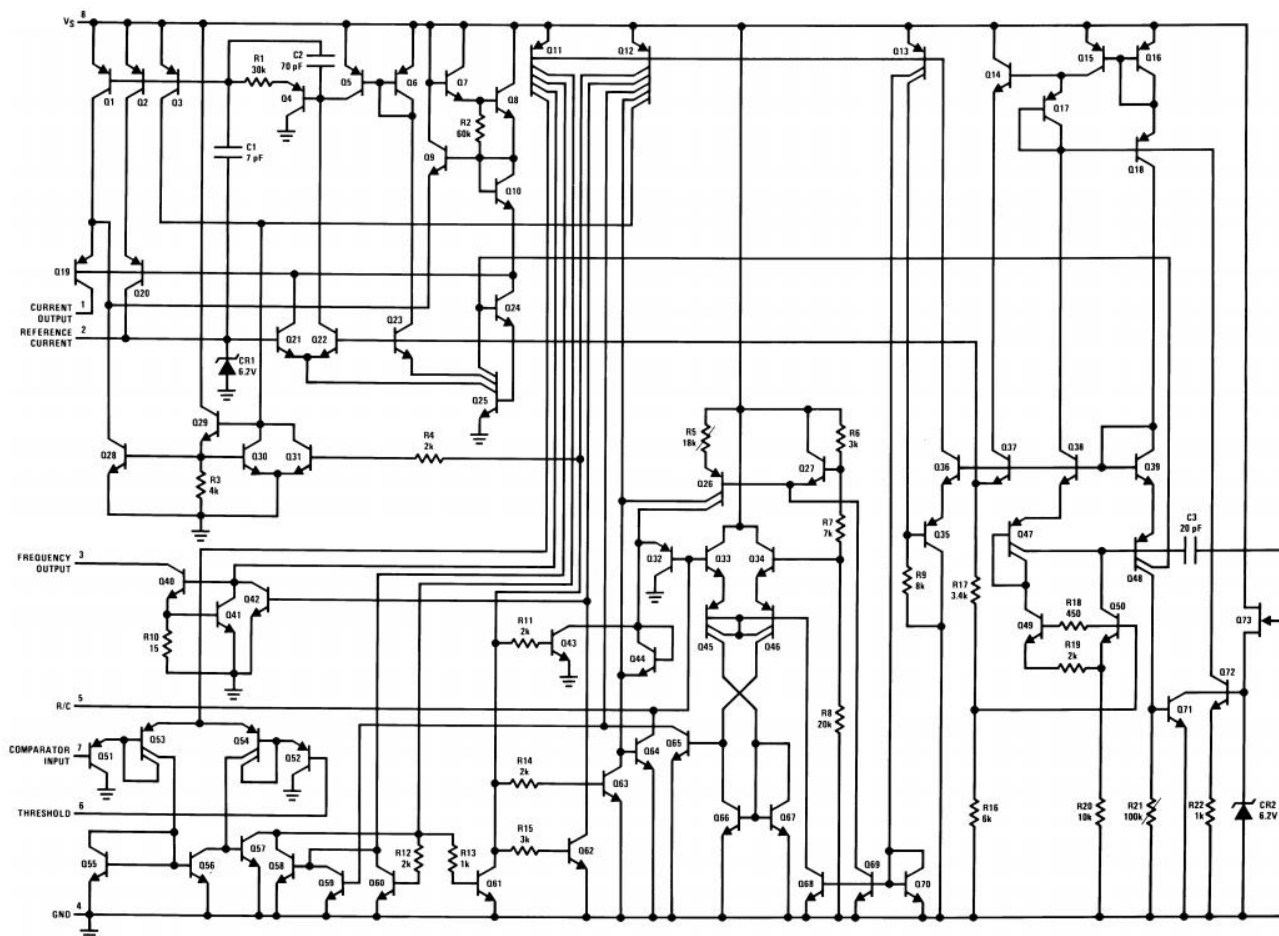 VS 8
Q1
Q2
Q3
R1
30k
C2
70 pF
Q4
Q5
Q6
Q7
Q8
R2
60k
Q9
Q10
Q11
Q12
Q13
Q14
Q15
Q16
Q17
Q18
C1
7 pF
Q19
Q20
CURRENT OUTPUT 1
REFERENCE CURRENT 2
CR1
6.2V
Q21
Q22
Q23
Q24
Q25
Q28
Q29
R3
4k
Q30
Q31
R4
2k
R5
18k
Q26
Q27
R6
3k
R7
7k
Q36
Q37
Q38
Q39
Q35
R9
8k
R17
3.4k
Q47
Q48
C3
20 pF
FREQUENCY OUTPUT 3
Q40
Q41
Q42
R10
15
R11
2k
Q43
Q44
Q32
Q33
Q34
Q45
Q46
R8
20k
Q49
R18
450
Q50
R19
2k
Q73
Q72
Q71
R/C 5
COMPARATOR INPUT 7
Q51
Q53
Q54
Q52
THRESHOLD 6
R14
2k
Q63
Q64
Q65
R15
3k
Q62
Q66
Q67
R16
6k
R20
10k
R21
100k
R22
1k
CR2
6.2V
Q55
Q56
Q57
Q58
Q59
Q60
R12
2k
R13
1k
Q61
Q68
Q69
Q70
GND 4